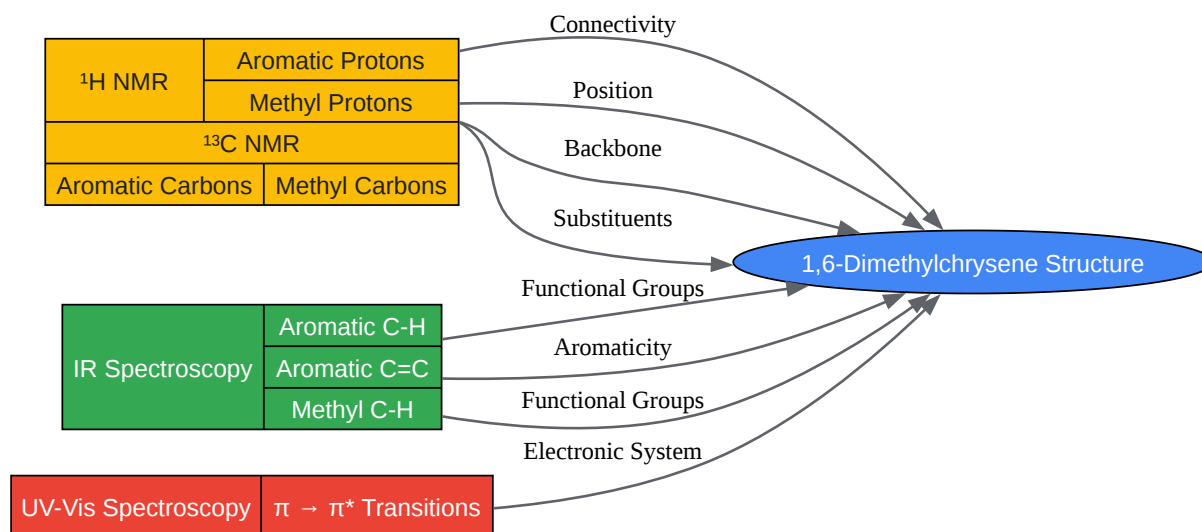 ¹H NMR
Aromatic Protons
Methyl Protons
¹³C NMR
Aromatic Carbons
Methyl Carbons
Connectivity
Position
Backbone
Substituents
1,6-Dimethylchrysene Structure
IR Spectroscopy
Aromatic C-H
Aromatic C=C
Methyl C-H
Functional Groups
Aromaticity
Functional Groups
Electronic System
UV-Vis Spectroscopy
π → π* Transitions